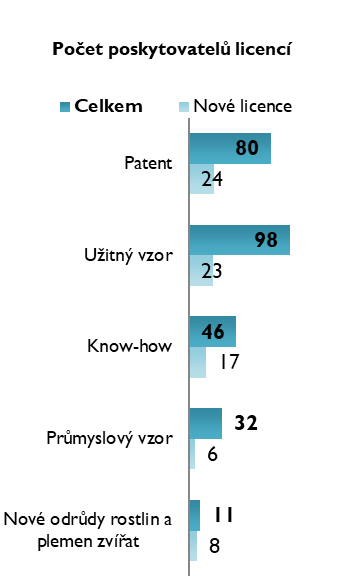 Počet poskytovatelů licencí
Celkem Nové licence
Patent 80
24
Užitný vzor 98
23
Know-how 46
17
Průmyslový vzor 32
6
Nové odrůdy rostlin a 11
plemen zvířat 8